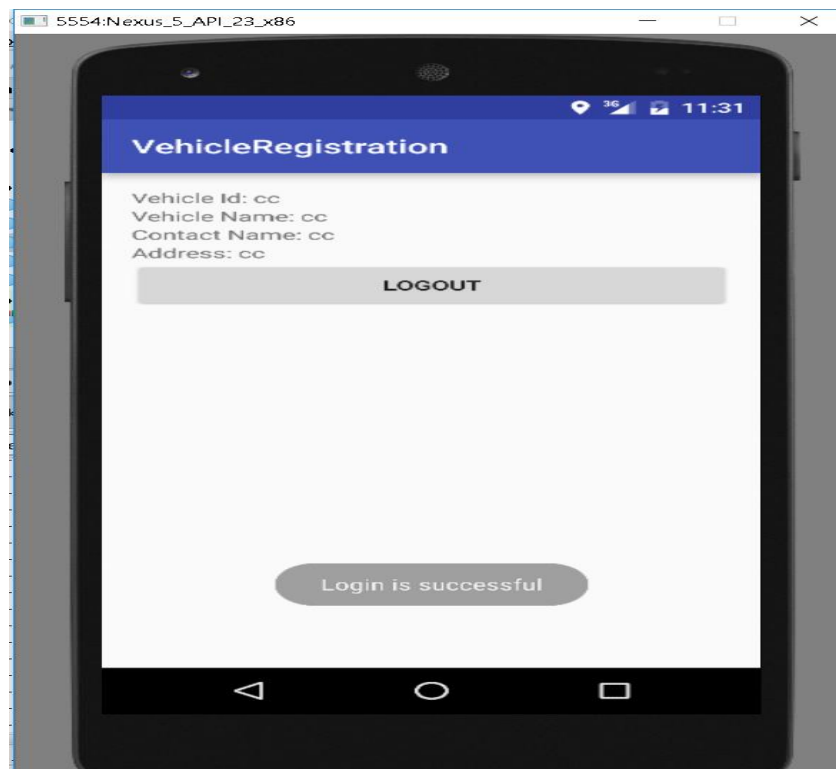 5554:Nexus_5_API_23_x86
3G 11:31
VehicleRegistration
Vehicle Id: cc
Vehicle Name: cc
Contact Name: cc
Address: cc
LOGOUT
Login is successful